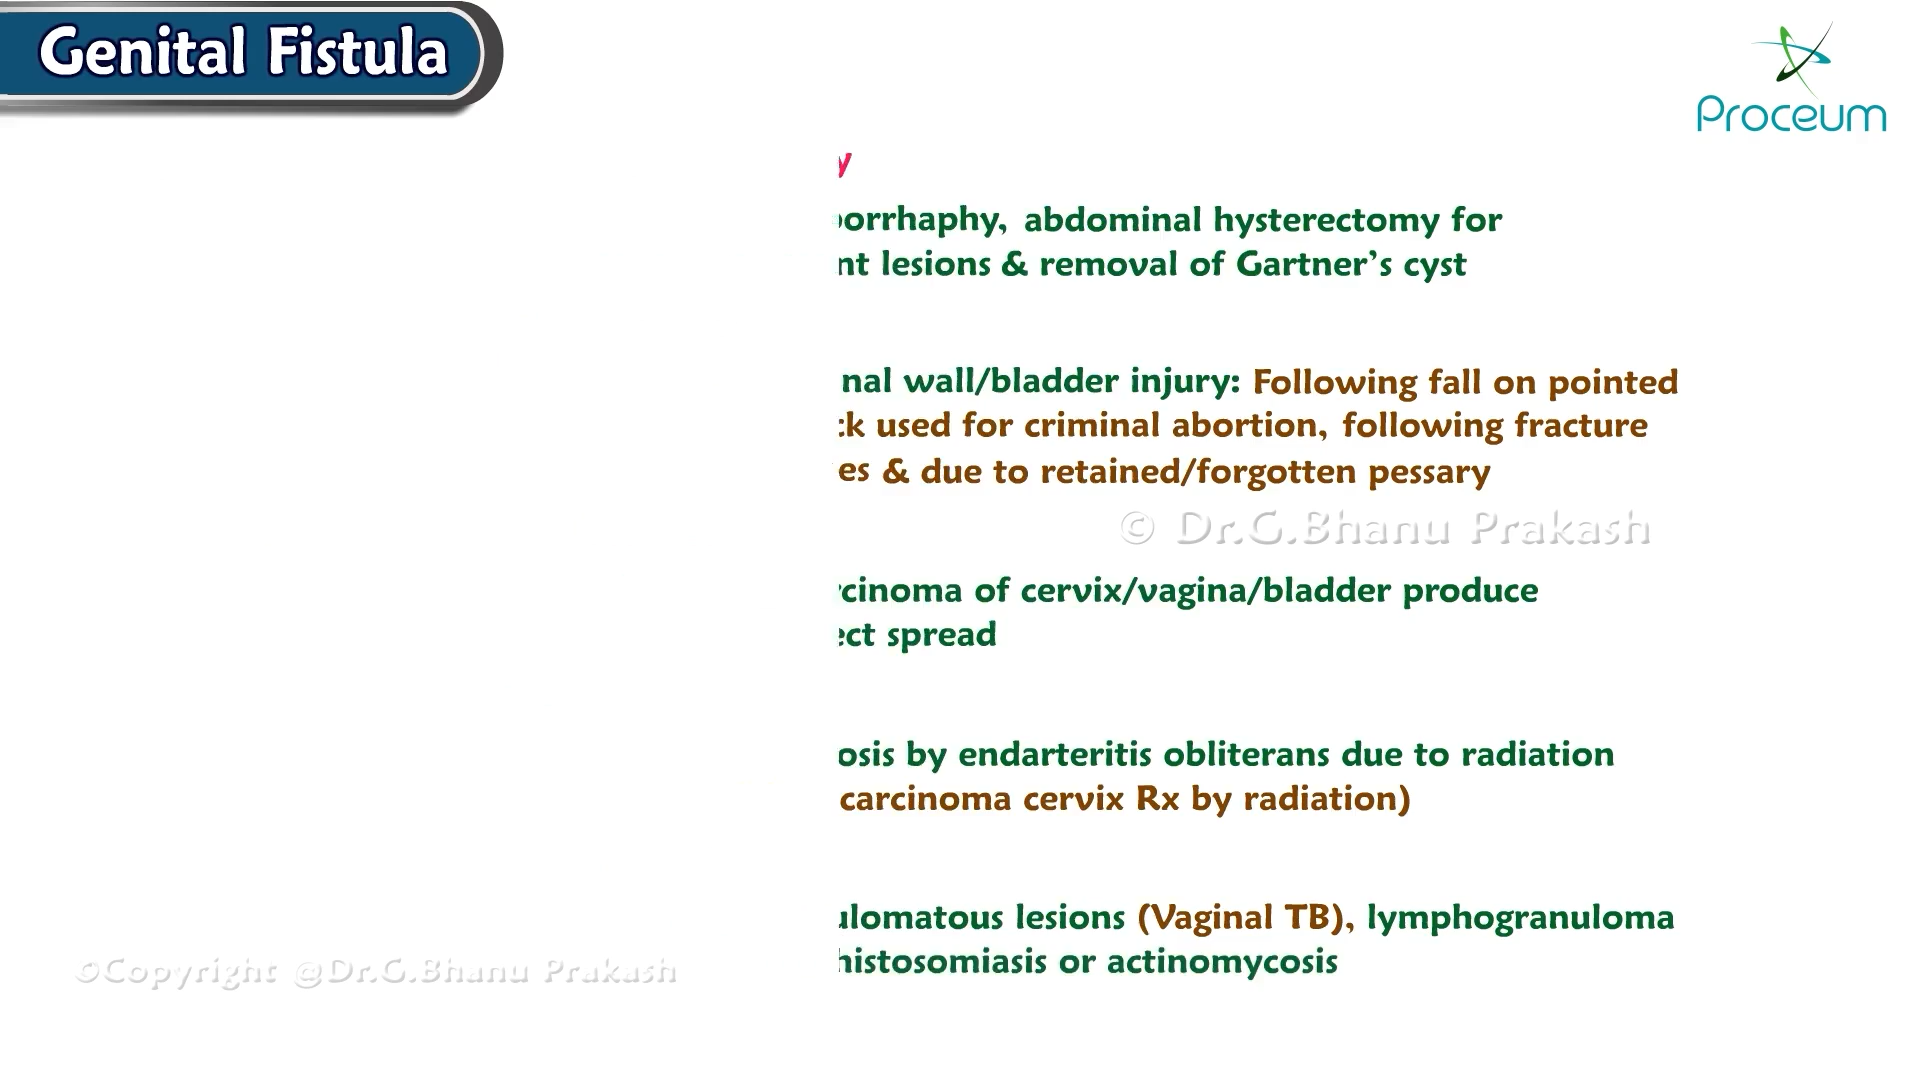 Genital Fistula
Proceum
y
orrhaphy, abdominal hysterectomy for
nt lesions & removal of Gartner's cyst
nal wall/bladder injury: Following fall on pointed
ck used for criminal abortion, following fracture
es & due to retained/forgotten pessary
© Dr.G.Bhanu Prakash
rcinoma of cervix/vagina/bladder produce
ect spread
osis by endarteritis obliterans due to radiation
carcinoma cervix Rx by radiation)
ulomatous lesions (Vaginal TB), lymphogranuloma
histosomiasis or actinomycosis
©Copyright @Dr.G.Bhanu Prakash